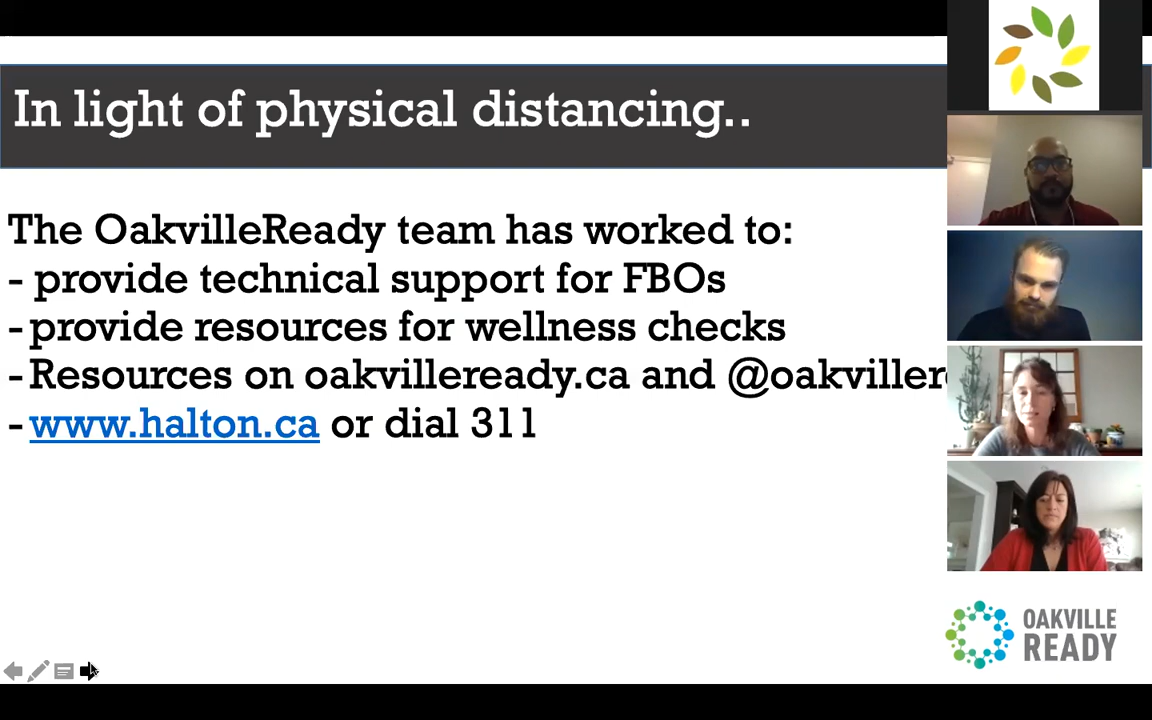 In light of physical distancing..
The OakvilleReady team has worked to:
- provide technical support for FBOs
- provide resources for wellness checks
- Resources on oakvilleready.ca and
- www.halton.ca or dial 311
OAKVILLE
READY